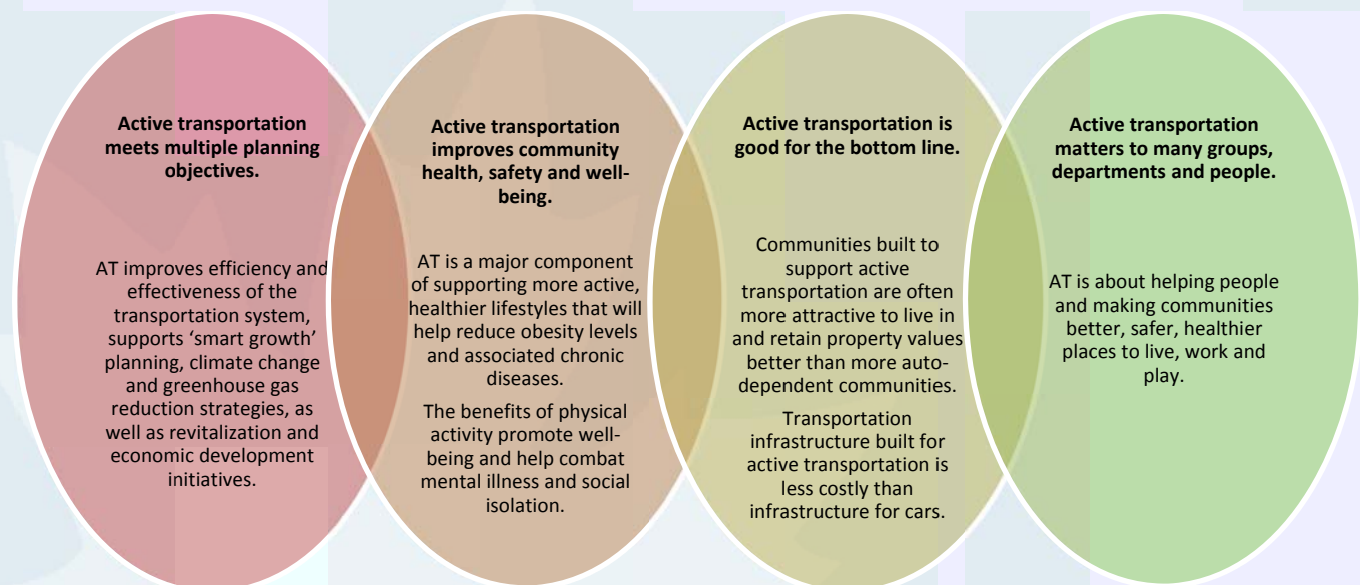 Active transportation
meets multiple planning
objectives.
AT improves efficiency and
effectiveness of the
transportation system,
supports ‘smart growth’
planning, climate change
and greenhouse gas
reduction strategies, as
well as revitalization and
economic development
initiatives.
Active transportation
improves community
health, safety and well-
being.
AT is a major component
of supporting more active,
healthier lifestyles that will
help reduce obesity levels
and associated chronic
diseases.
The benefits of physical
activity promote well-
being and help combat
mental illness and social
isolation.
Active transportation is
good for the bottom line.
Communities built to
support active
transportation are often
more attractive to live in
and retain property values
better than more auto-
dependent communities.
Transportation
infrastructure built for
active transportation is
less costly than
infrastructure for cars.
Active transportation
matters to many groups,
departments and people.
AT is about helping people
and making communities
better, safer, healthier
places to live, work and
play.